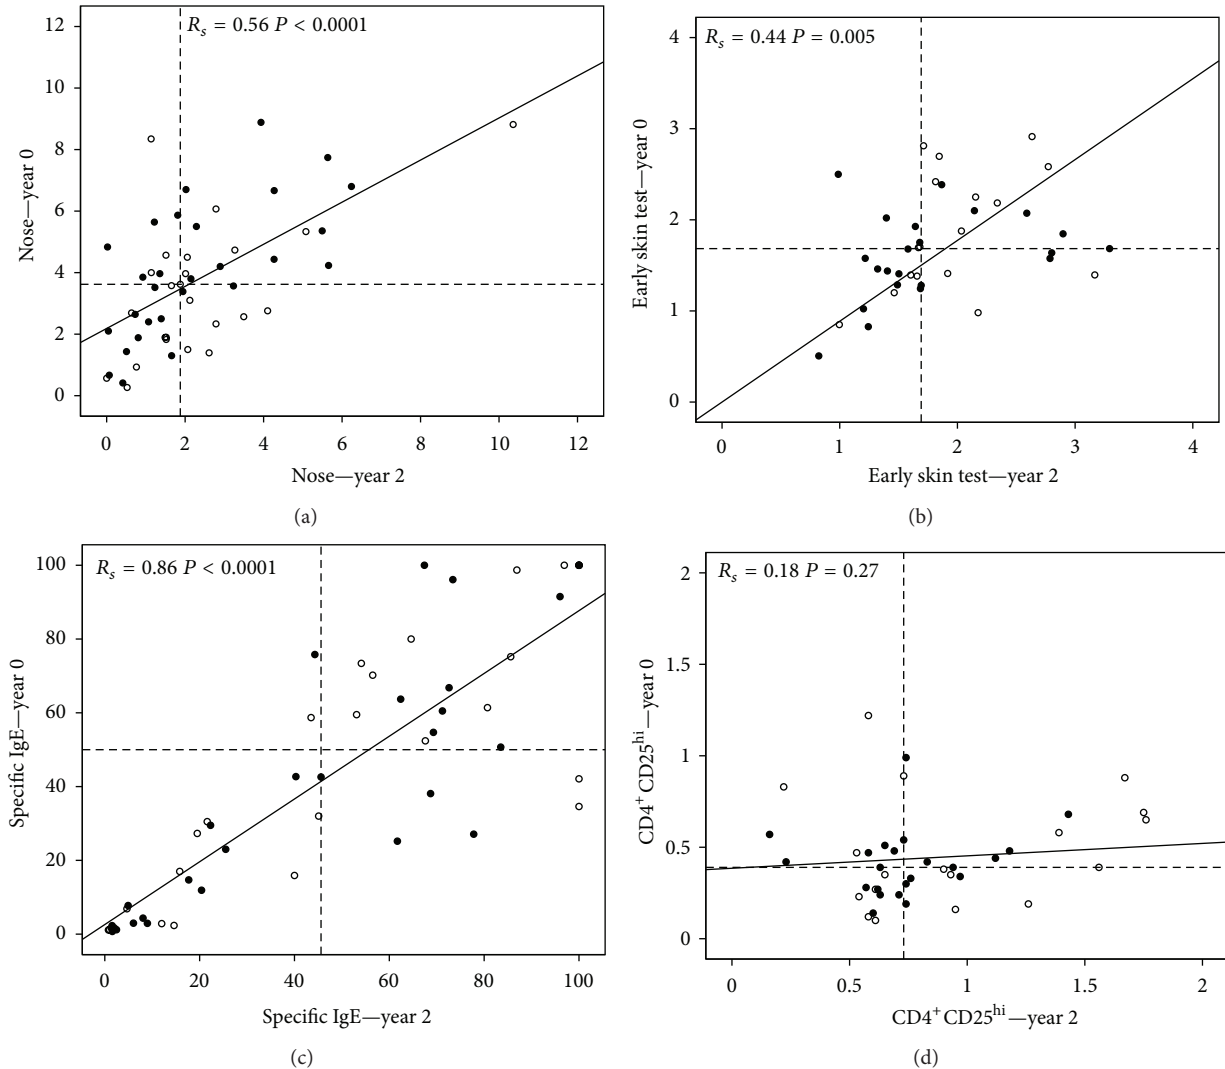 R_s = 0.56 P < 0.0001
12
10
8
6
4
2
0
Nose—year 0
0 2 4 6 8 10 12
Nose—year 2
(a)
R_s = 0.44 P = 0.005
4
3
2
1
0
Early skin test—year 0
0 1 2 3 4
Early skin test—year 2
(b)
R_s = 0.86 P < 0.0001
100
80
60
40
20
0
Specific IgE—year 0
0 20 40 60 80 100
Specific IgE—year 2
(c)
R_s = 0.18 P = 0.27
2
1.5
1
0.5
0
CD4⁺CD25ʰⁱ—year 0
0 0.5 1 1.5 2
CD4⁺CD25ʰⁱ—year 2
(d)